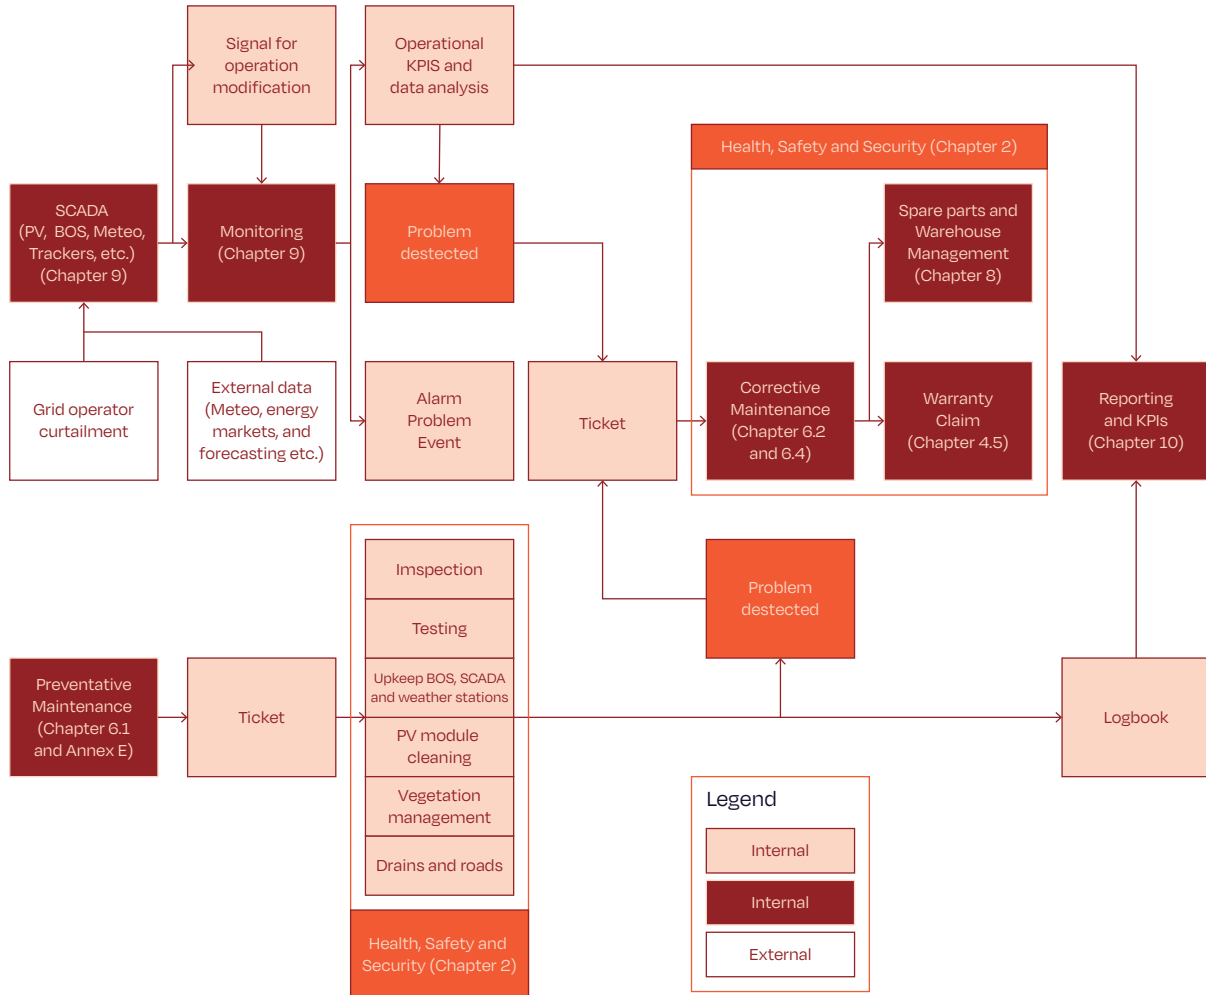 Signal for
operation
modification
Operational
KPIS and
data analysis
Health, Safety and Security (Chapter 2)
SCADA
(PV, BOS, Meteo,
Trackers, etc.)
(Chapter 9)
Monitoring
(Chapter 9)
Problem
destected
Spare parts and
Warehouse
Management
(Chapter 8)
Grid operator
curtailment
External data
(Meteo, energy
markets, and
forecasting etc.)
Alarm
Problem
Event
Ticket
Corrective
Maintenance
(Chapter 6.2
and 6.4)
Warranty
Claim
(Chapter 4.5)
Reporting
and KPIs
(Chapter 10)
Imspection
Testing
Upkeep BOS, SCADA
and weather stations
PV module
cleaning
Vegetation
management
Drains and roads
Health, Safety and
Security (Chapter 2)
Problem
destected
Preventative
Maintenance
(Chapter 6.1
and Annex E)
Ticket
Logbook
Legend
Internal
Internal
External